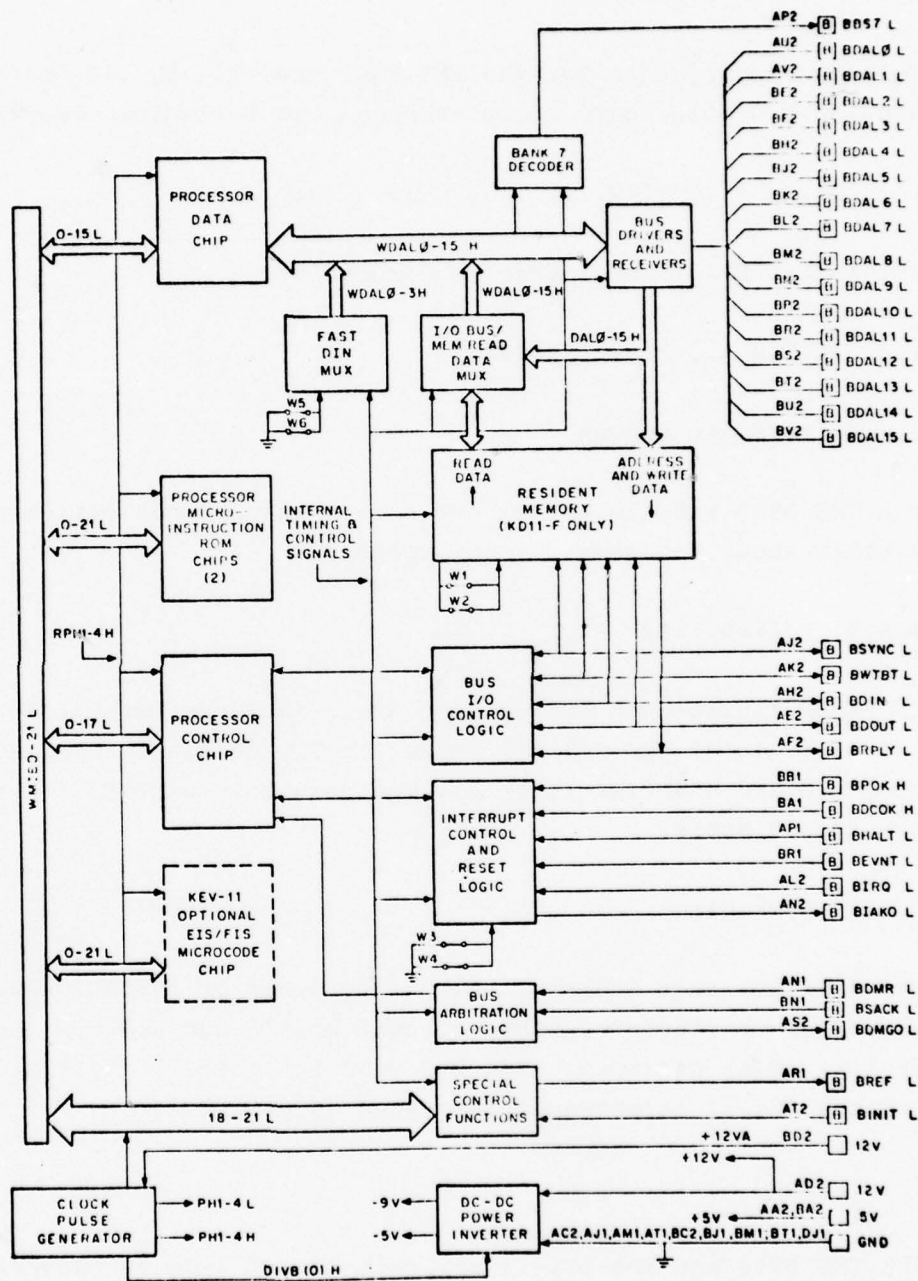 AP2 B BDS7 L
AU2 BDALØ L
AV2 BDAL1 L
BE2 BDAL2 L
BF2 BDAL3 L
BH2 BDAL4 L
BJ2 BDAL5 L
BK2 BDAL6 L
BL2 B BDAL7 L
BM2 B BDAL8 L
BN2 B BDAL9 L
BP2 BDAL10 L
BR2 BDAL11 L
BS2 BDAL12 L
BT2 BDAL13 L
BU2 BDAL14 L
BV2 B BDAL15 L
BANK 7
DECODER
PROCESSOR
DATA
CHIP
0-15 L
WDALØ-15 H
BUS
DRIVERS
AND
RECEIVERS
WDALØ-3H
WDALØ-15H
FAST
DIN
MUX
I/O BUS/
MEM READ
DATA
MUX
DALØ-15 H
W5
W6
READ
DATA
ADDRESS
AND WRITE
DATA
RESIDENT
MEMORY
(KD11-F ONLY)
PROCESSOR
MICRO-
INSTRUCTION
ROM
CHIPS
(2)
0-21 L
INTERNAL
TIMING &
CONTROL
SIGNALS
W1
W2
RPH1-4 H
PROCESSOR
CONTROL
CHIP
0-17 L
BUS
I/O
CONTROL
LOGIC
AJ2 B BSYNC L
AK2 B BWTBT L
AH2 B BDIN L
AE2 B BDOUT L
AF2 B BRPLY L
INTERRUPT
CONTROL
AND
RESET
LOGIC
BB1 B BPOK H
BA1 B BDCOK H
AP1 B BHALT L
BR1 B BEVNT L
AL2 B BIRQ L
AN2 B BIAKO L
W3
W4
KEV-11
OPTIONAL
EIS/FIS
MICROCODE
CHIP
0-21 L
BUS
ARBITRATION
LOGIC
AN1 B BDMR L
BN1 B BSACK L
AS2 B BDMGO L
SPECIAL
CONTROL
FUNCTIONS
AR1 B BREF L
AT2 B BINIT L
18-21 L
+12VA BD2 12V
+12V
CLOCK
PULSE
GENERATOR
PH1-4 L
PH1-4 H
-9V
-5V
DC-DC
POWER
INVERTER
AD2 12V
+5V AA2, BA2 5V
AC2, AJ1, AM1, AT1, BC2, BJ1, BM1, BT1, DJ1 GND
DIVB (0) H